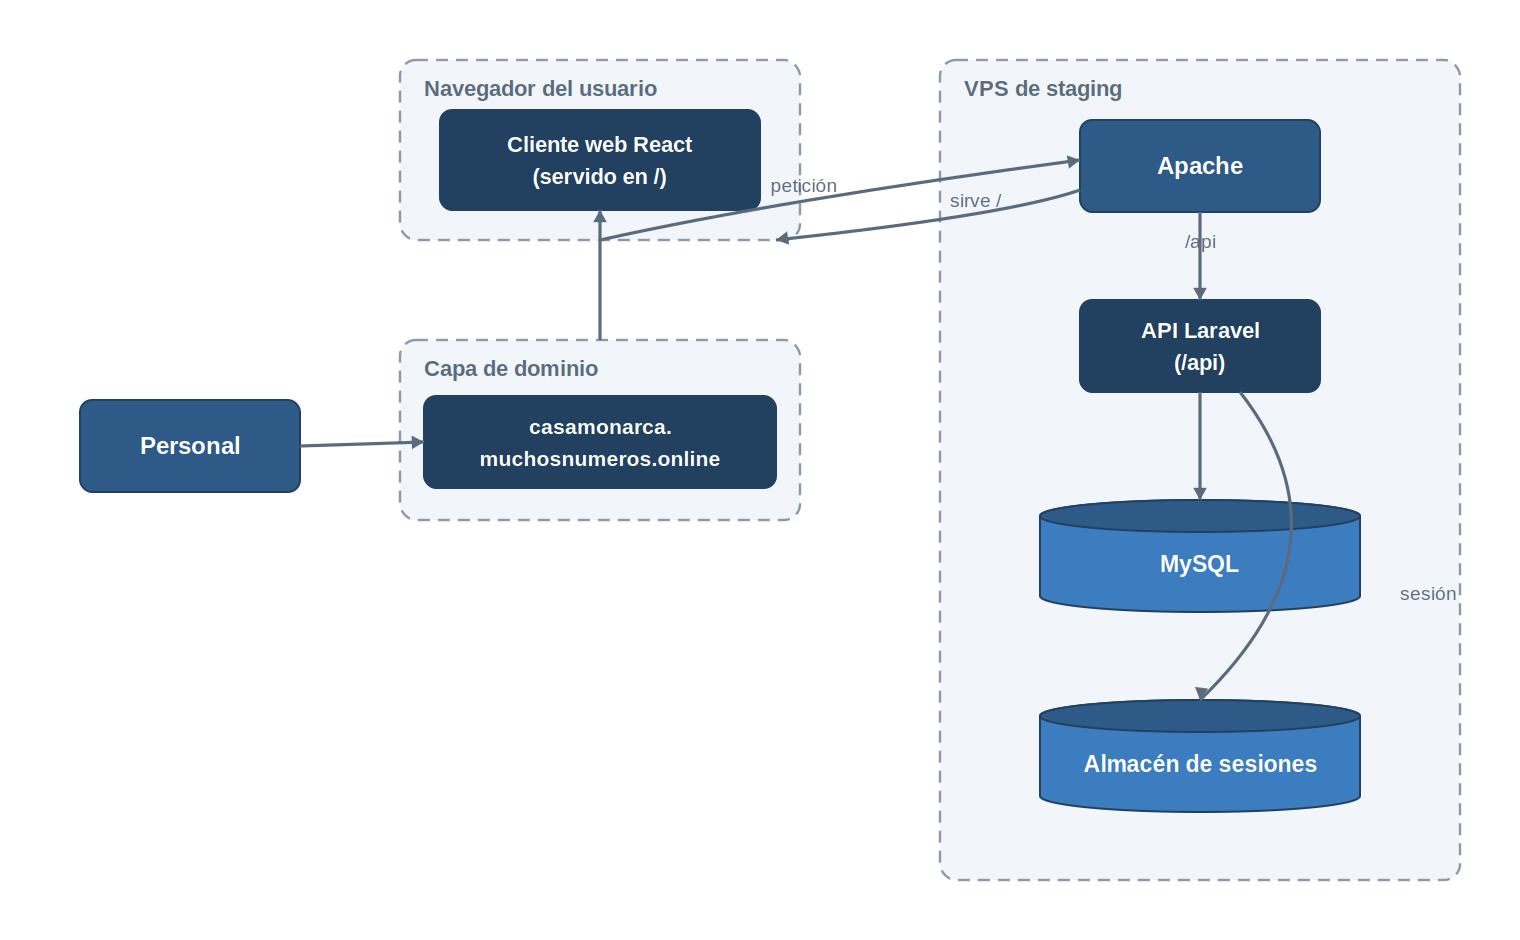 Navegador del usuario
Cliente web React
(servido en /)
petición
sirve /
VPS de staging
Apache
/api
API Laravel
(/api)
Capa de dominio
casamonarca.
muchosnumeros.online
Personal
MySQL
sesión
Almacén de sesiones